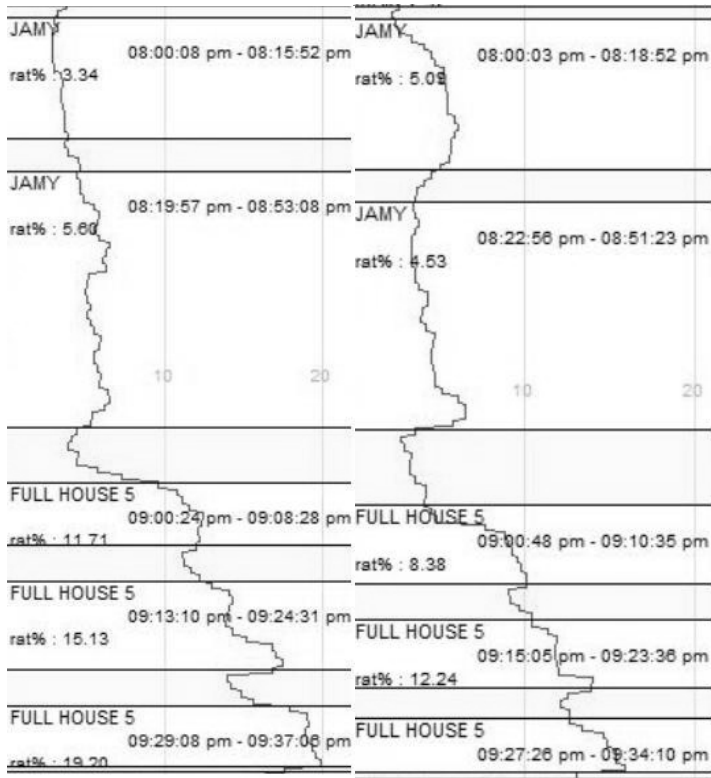 JAMY
08:00:08 pm - 08:15:52 pm
rat% : 3.34
JAMY
08:19:57 pm - 08:53:08 pm
rat% : 5.60
10 20
FULL HOUSE 5
09:00:24 pm - 09:08:28 pm
rat% : 11.71
FULL HOUSE 5
09:13:10 pm - 09:24:31 pm
rat% : 15.13
FULL HOUSE 5
09:29:08 pm - 09:37:06 pm
rat% : 19.20
JAMY
08:00:03 pm - 08:18:52 pm
rat% : 5.09
JAMY
08:22:56 pm - 08:51:23 pm
rat% : 4.53
10 20
FULL HOUSE 5
09:00:48 pm - 09:10:35 pm
rat% : 8.38
FULL HOUSE 5
09:15:05 pm - 09:23:36 pm
rat% : 12.24
FULL HOUSE 5
09:27:26 pm - 09:34:10 pm